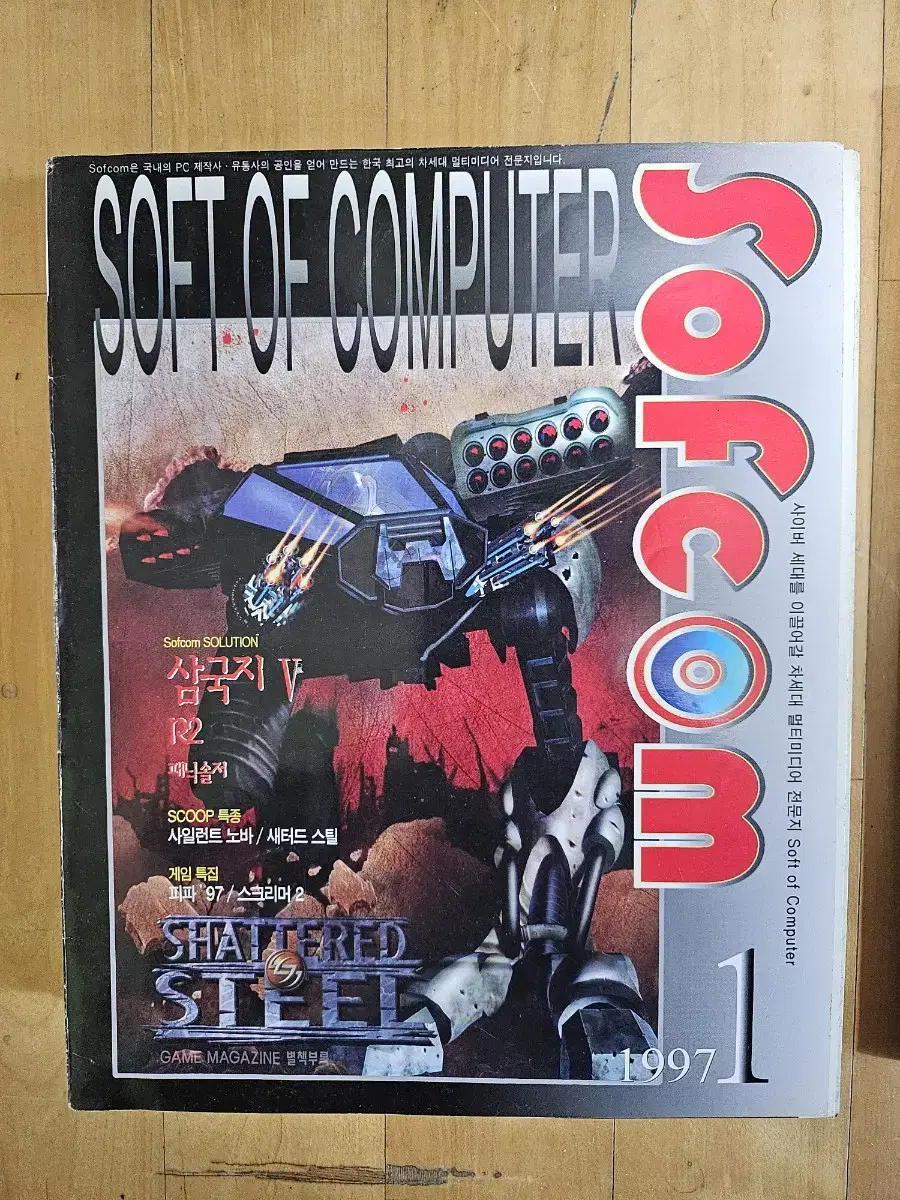 Sofcom은 국내의 PC 제작사 · 유통사의 공인을 얻어 만드는 한국 최고의 차세대 멀티미디어 전문지입니다.
SOFT OF COMPUTER
Sofcom
사이버 세대를 이끌어갈 차세대 멀티미디어 전문지 Soft of Computer
Sofcom SOLUTION
삼국지 V
R2
패닉솔저
SCOOP 특종
사일런트 노바 / 새터드 스틸
게임 특집
피파 '97 / 스크리머 2
SHATTERED
STEEL
GAME MAGAZINE 별책부록
1997 1